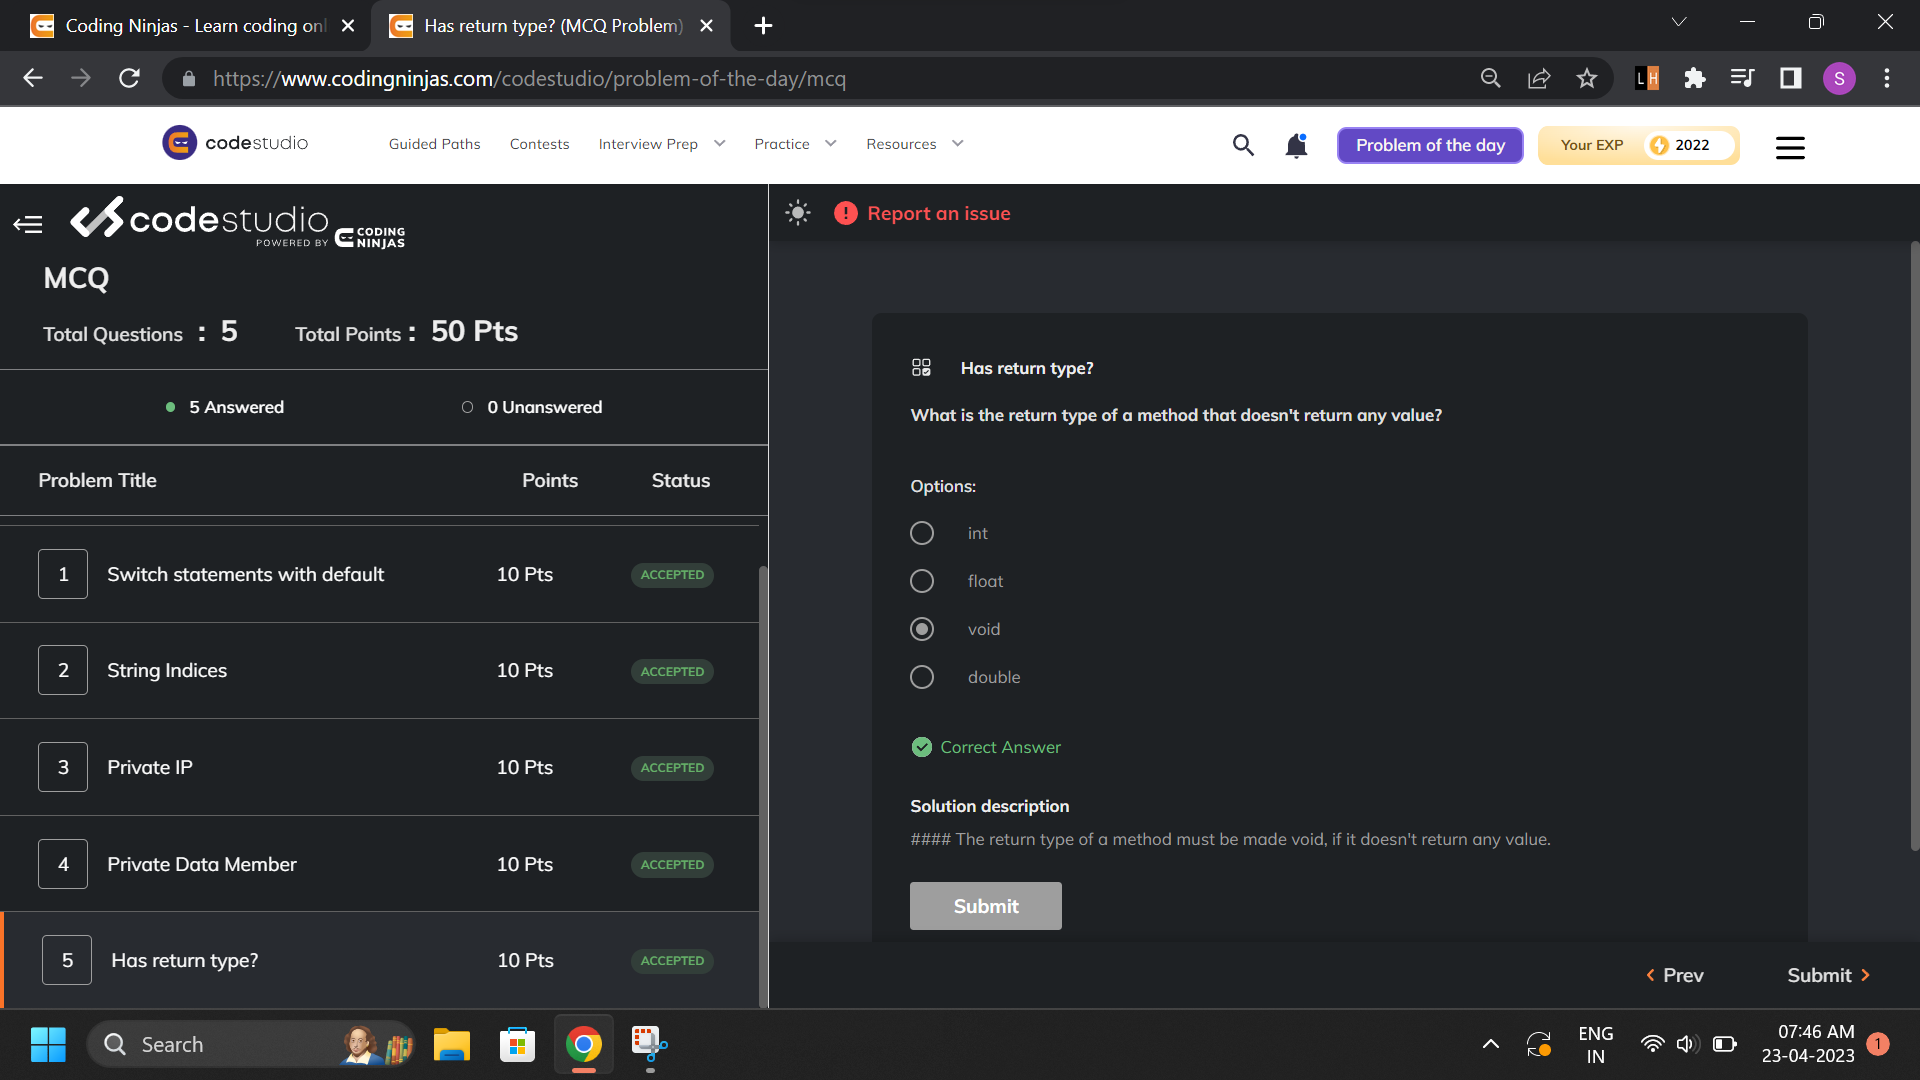 Coding Ninjas - Learn coding onl
Has return type? (MCQ Problem)
https://www.codingninjas.com/codestudio/problem-of-the-day/mcq
LH
S
codestudio
Guided Paths
Contests
Interview Prep
Practice
Resources
Problem of the day
Your EXP
2022
codestudio
POWERED BY
CODING
NINJAS
Report an issue
MCQ
Total Questions : 5
Total Points : 50 Pts
5 Answered
0 Unanswered
Problem Title
Points
Status
1 Switch statements with default 10 Pts ACCEPTED
2 String Indices 10 Pts ACCEPTED
3 Private IP 10 Pts ACCEPTED
4 Private Data Member 10 Pts ACCEPTED
5 Has return type? 10 Pts ACCEPTED
Has return type?
What is the return type of a method that doesn't return any value?
Options:
int
float
void
double
Correct Answer
Solution description
#### The return type of a method must be made void, if it doesn't return any value.
Submit
Prev
Submit
Search
ENG
IN
07:46 AM
23-04-2023
1